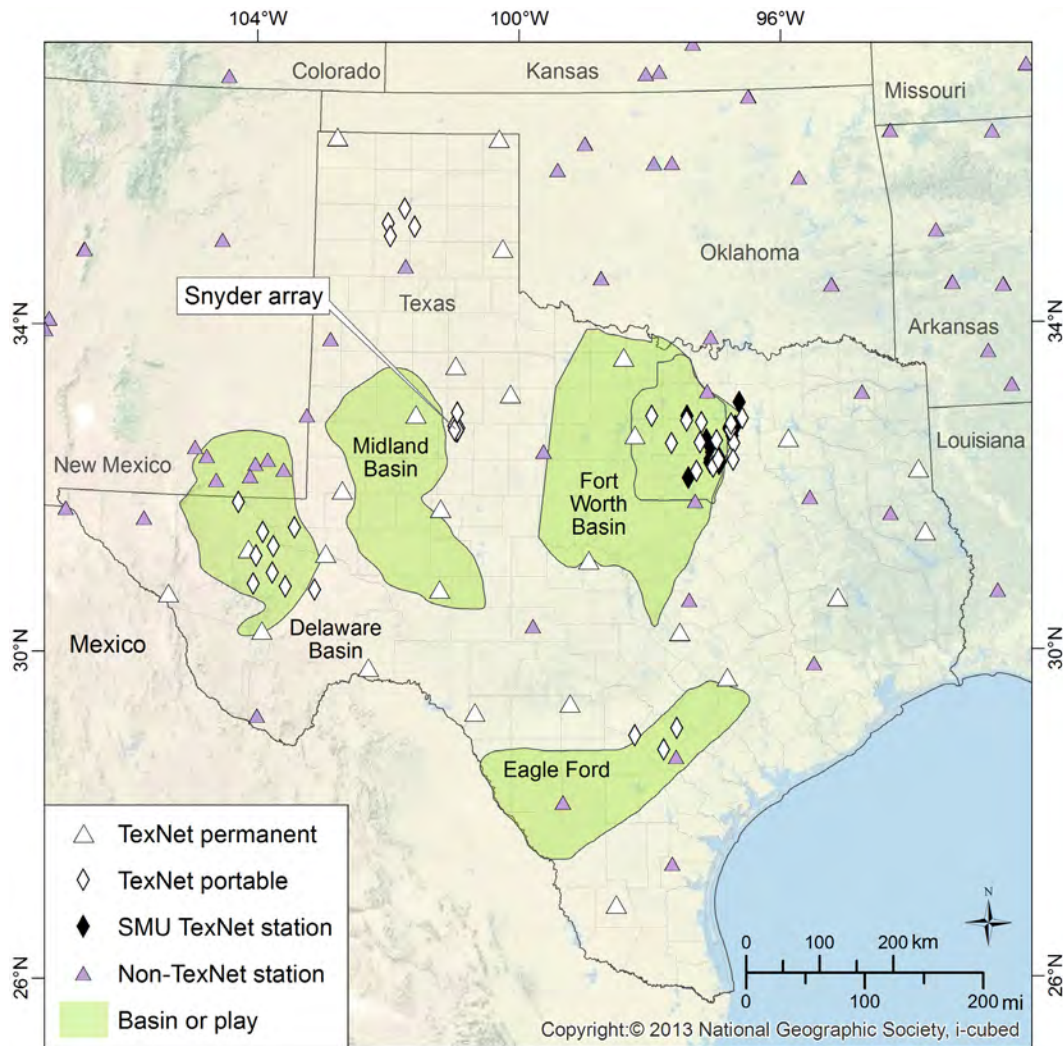 104°W
100°W
96°W
Colorado
Kansas
Missouri
Oklahoma
Snyder array
Texas
34°N
34°N
Arkansas
Midland
Basin
Louisiana
New Mexico
Fort
Worth
Basin
Mexico
Delaware
Basin
30°N
30°N
Eagle Ford
TexNet permanent
TexNet portable
SMU TexNet station
Non-TexNet station
Basin or play
N
0 100 200 km
0 100 200 mi
26°N
26°N
Copyright:© 2013 National Geographic Society, i-cubed